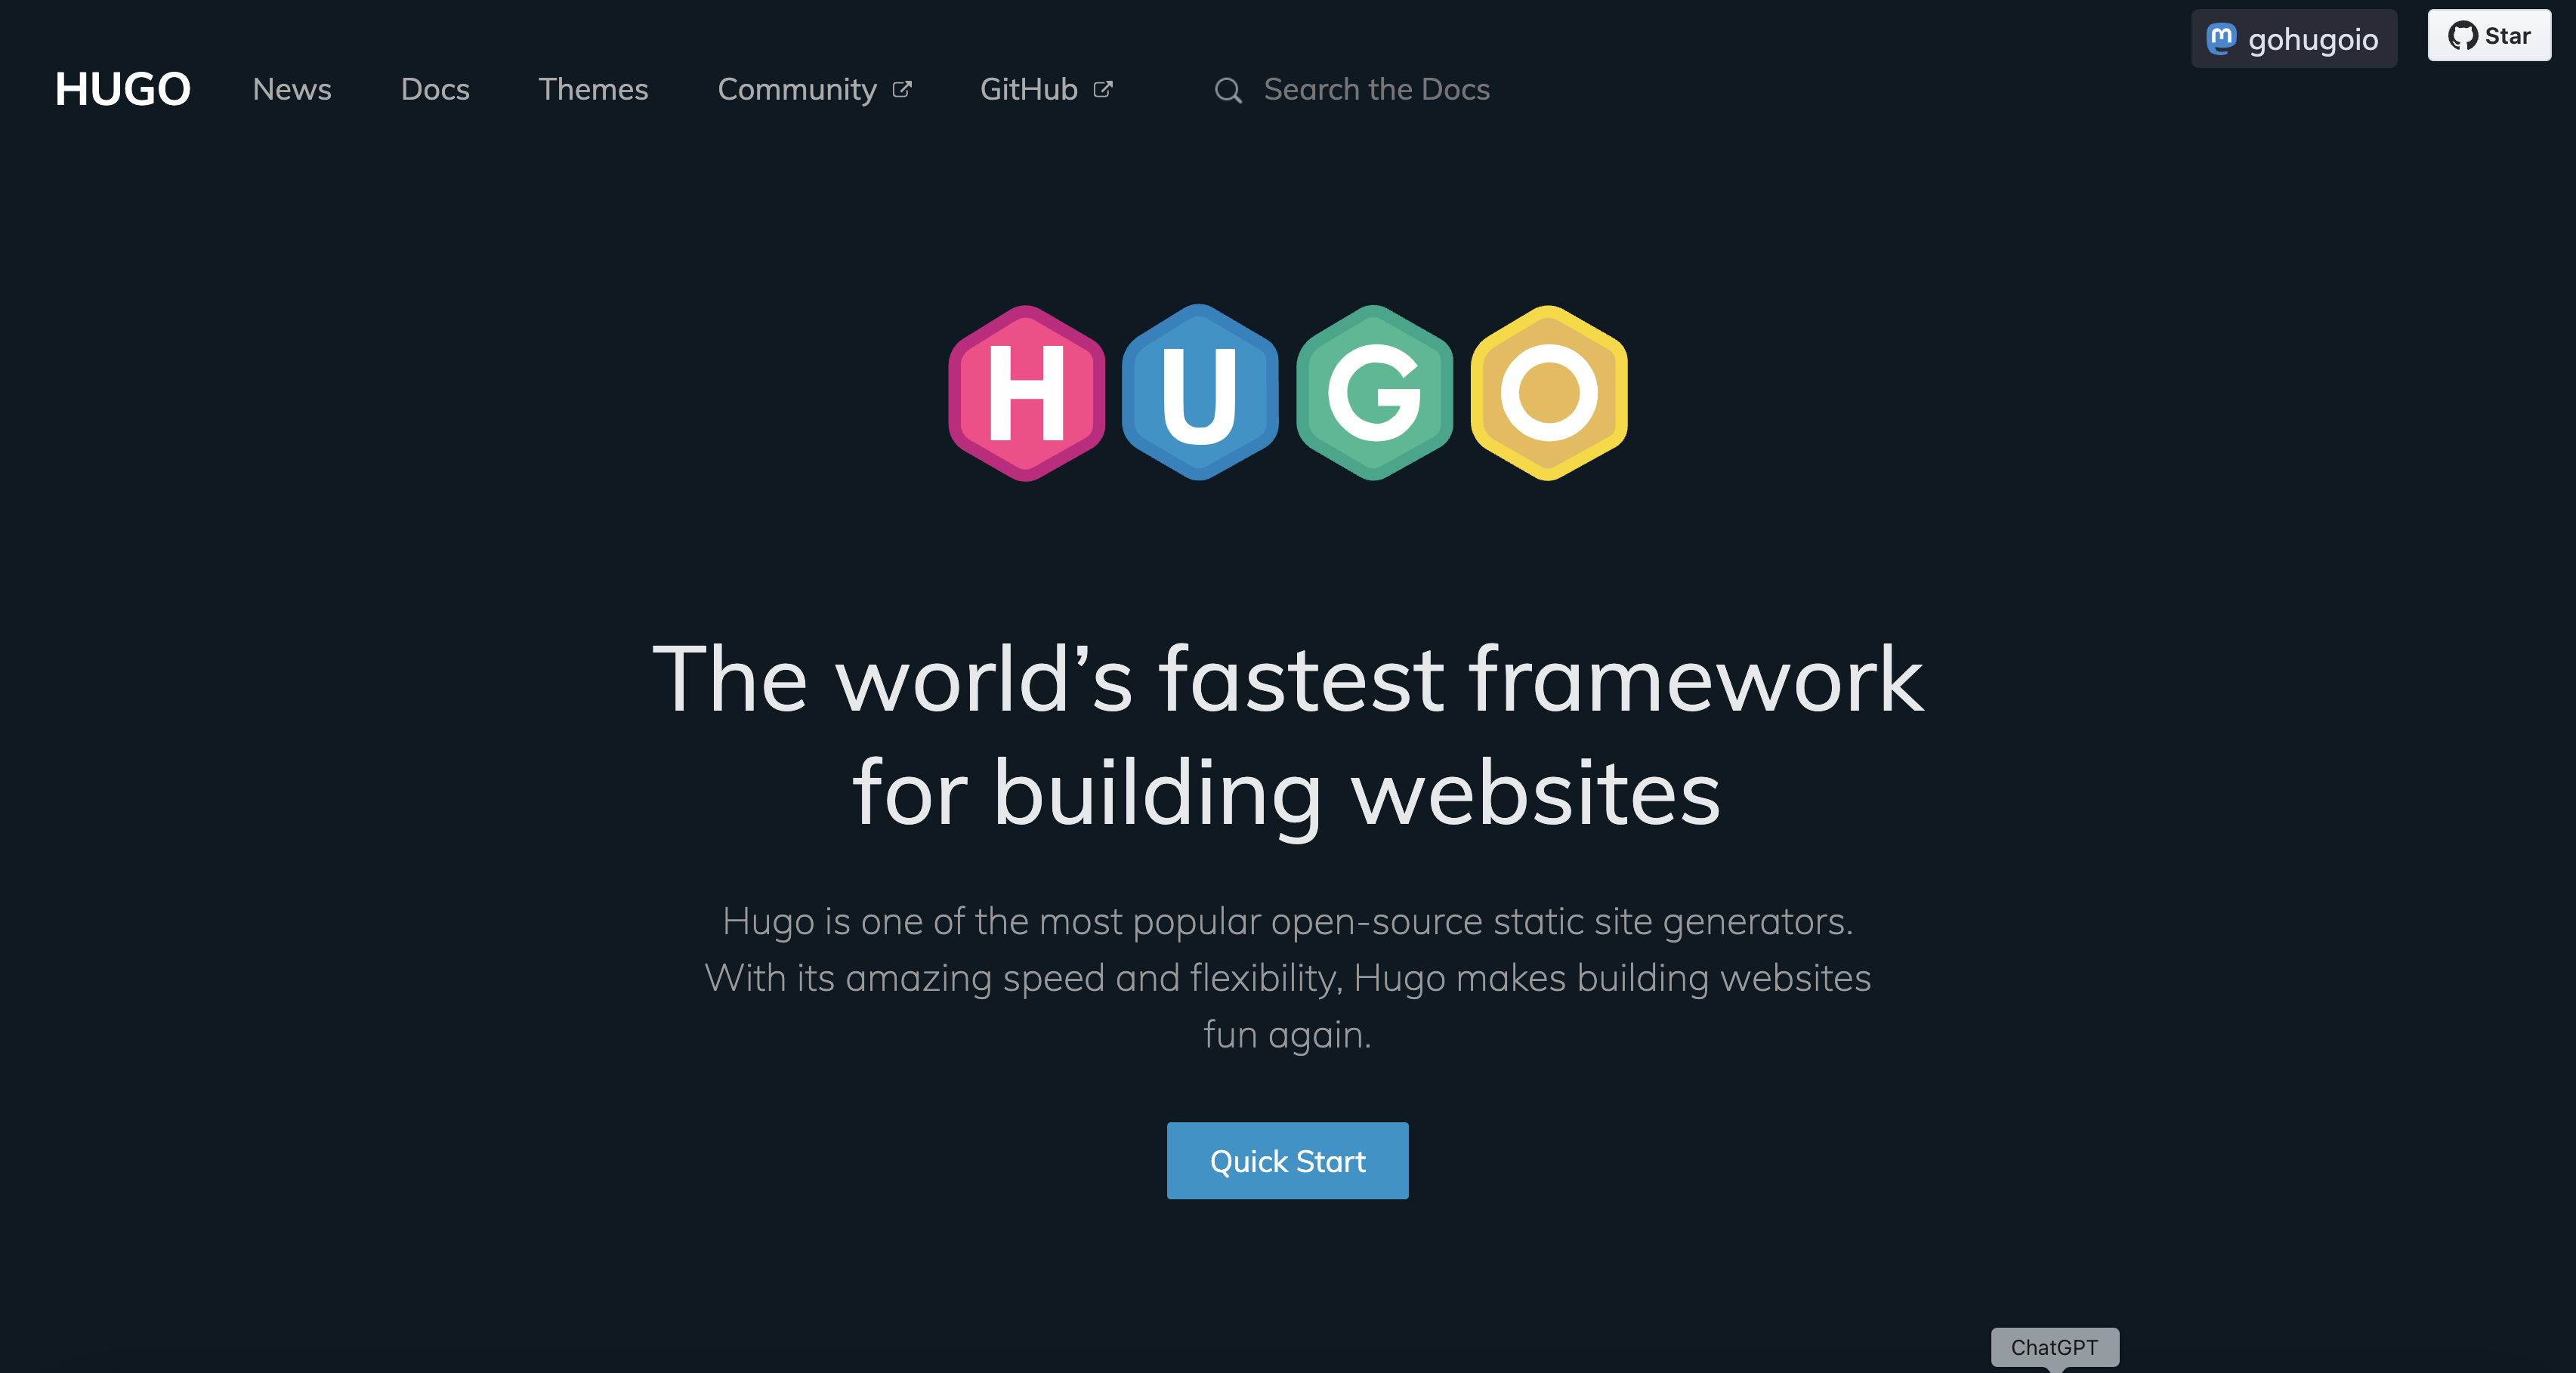 gohugoio
Star
HUGO News Docs Themes Community GitHub Search the Docs
HUGO
The world’s fastest framework
for building websites
Hugo is one of the most popular open-source static site generators.
With its amazing speed and flexibility, Hugo makes building websites
fun again.
Quick Start
ChatGPT